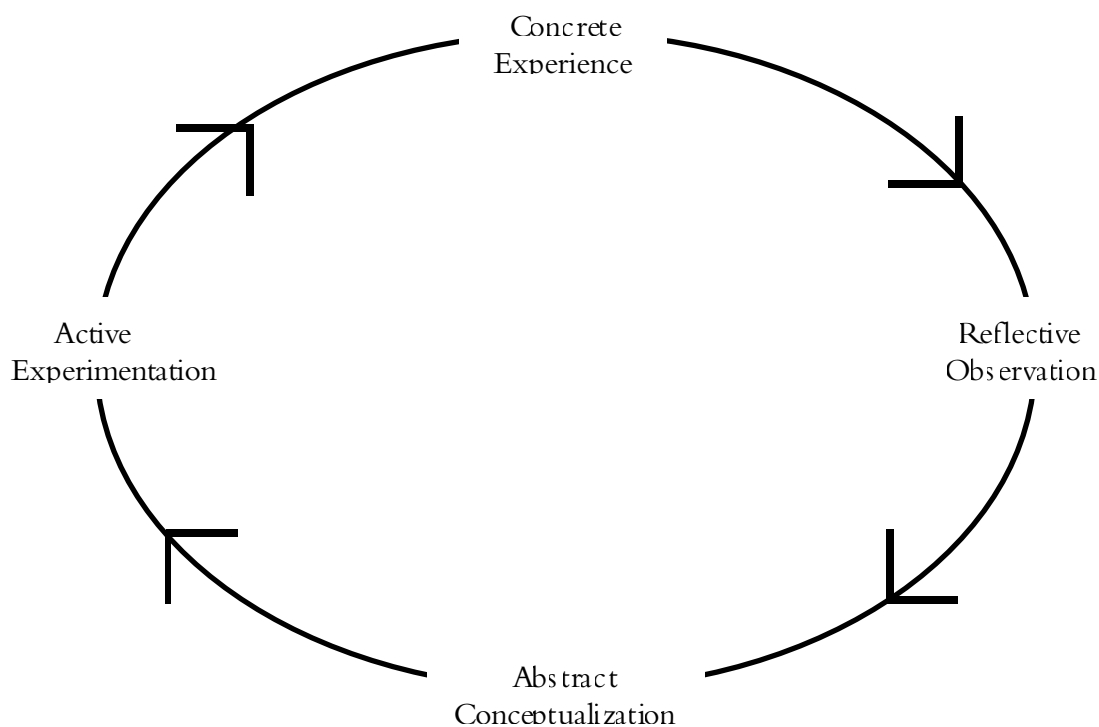 Concrete
Experience
Active
Experimentation
Reflective
Observation
Abstract
Conceptualization